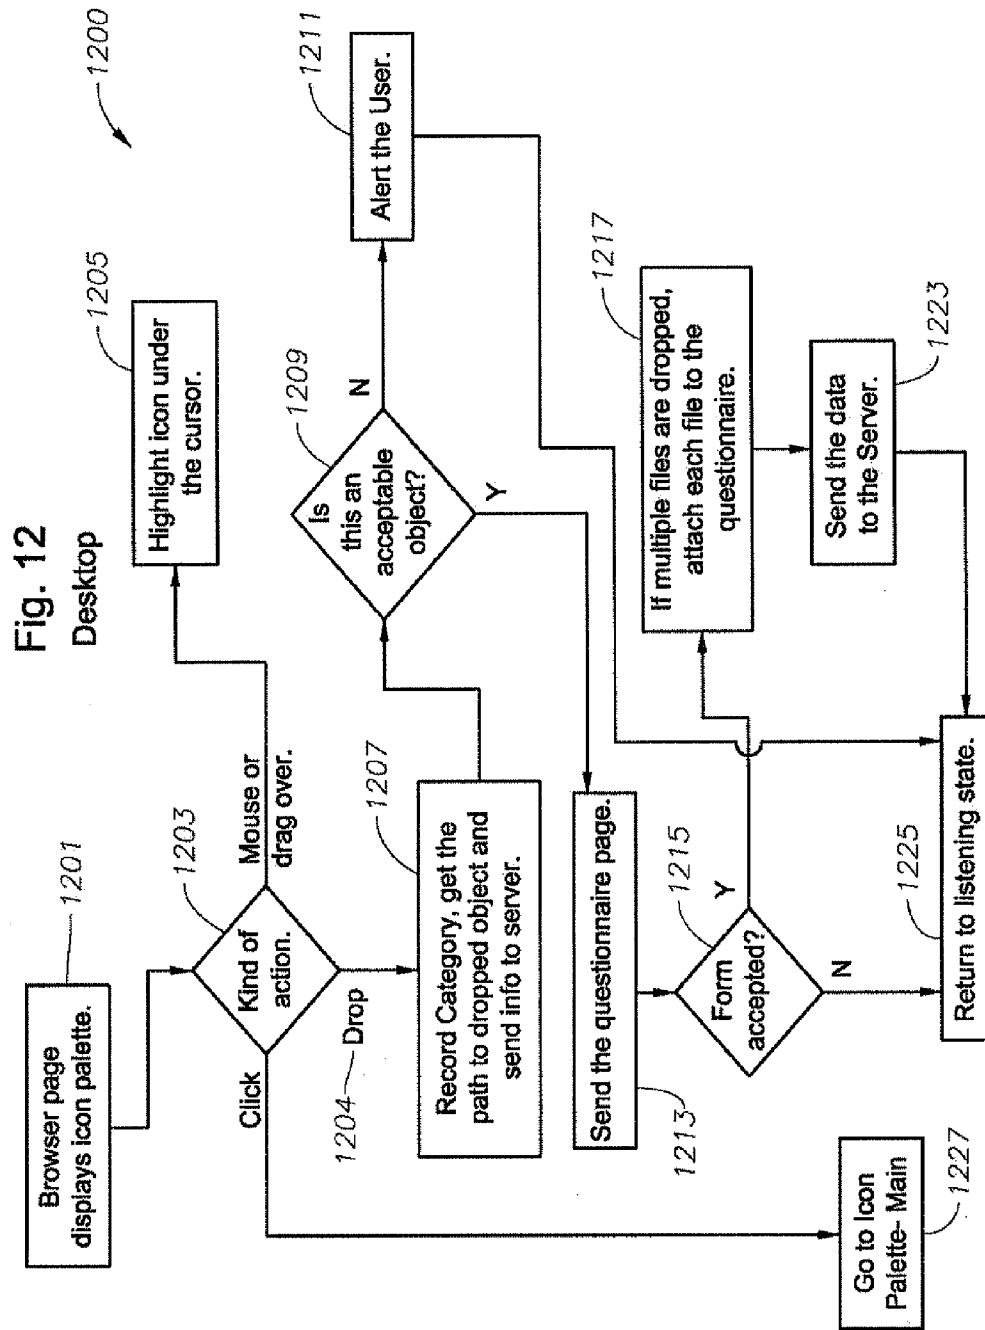 Fig. 12
Desktop
1200
1201
Browser page
displays icon palette.
1203
Kind of
action.
Mouse or
drag over.
1205
Highlight icon under
the cursor.
Click
1204
Drop
1207
Record Category, get the
path to dropped object and
send info to server.
1209
Is
this an
acceptable
object?
N
Y
1211
Alert the User.
Send the questionnaire page.
1213
1215
Form
accepted?
Y
N
1217
If multiple files are dropped,
attach each file to the
questionnaire.
1223
Send the data
to the Server.
1225
Return to listening state.
Go to Icon
Palette- Main
1227